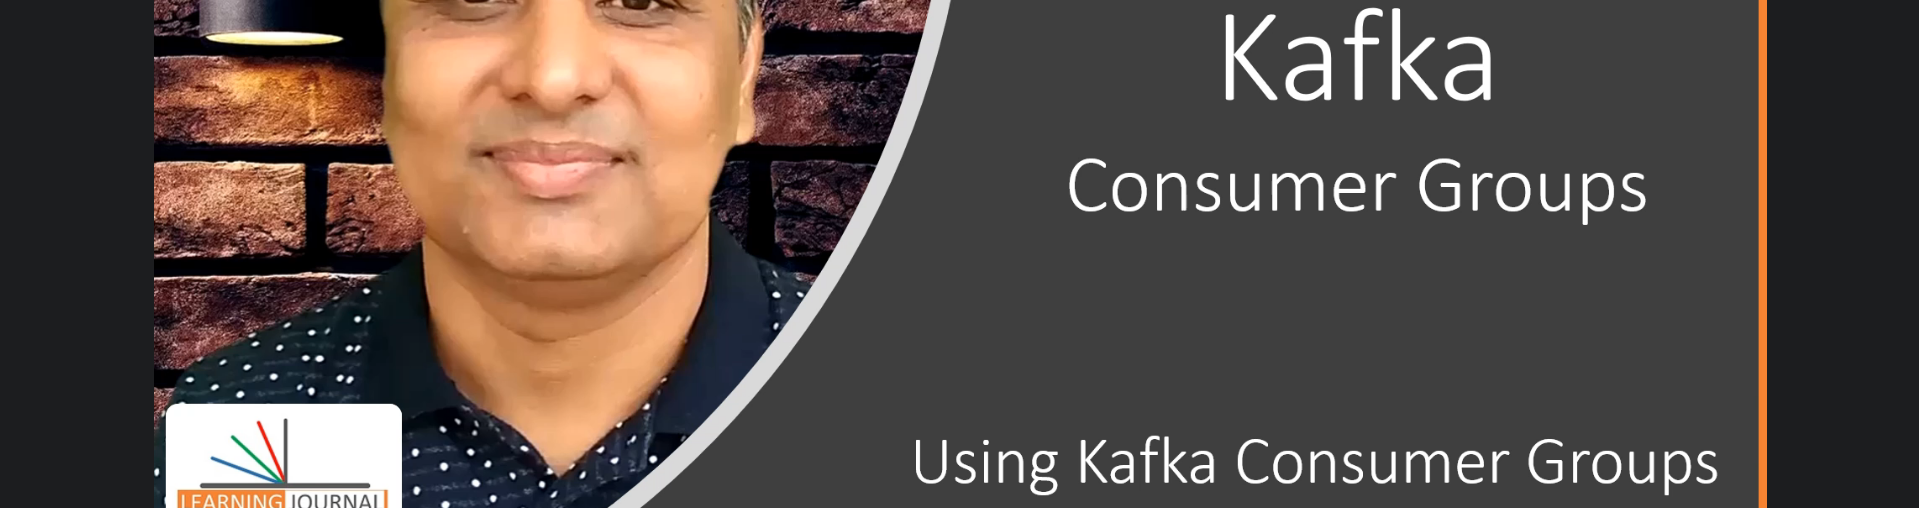 Kafka
Consumer Groups
Using Kafka Consumer Groups
LEARNING JOURNAL